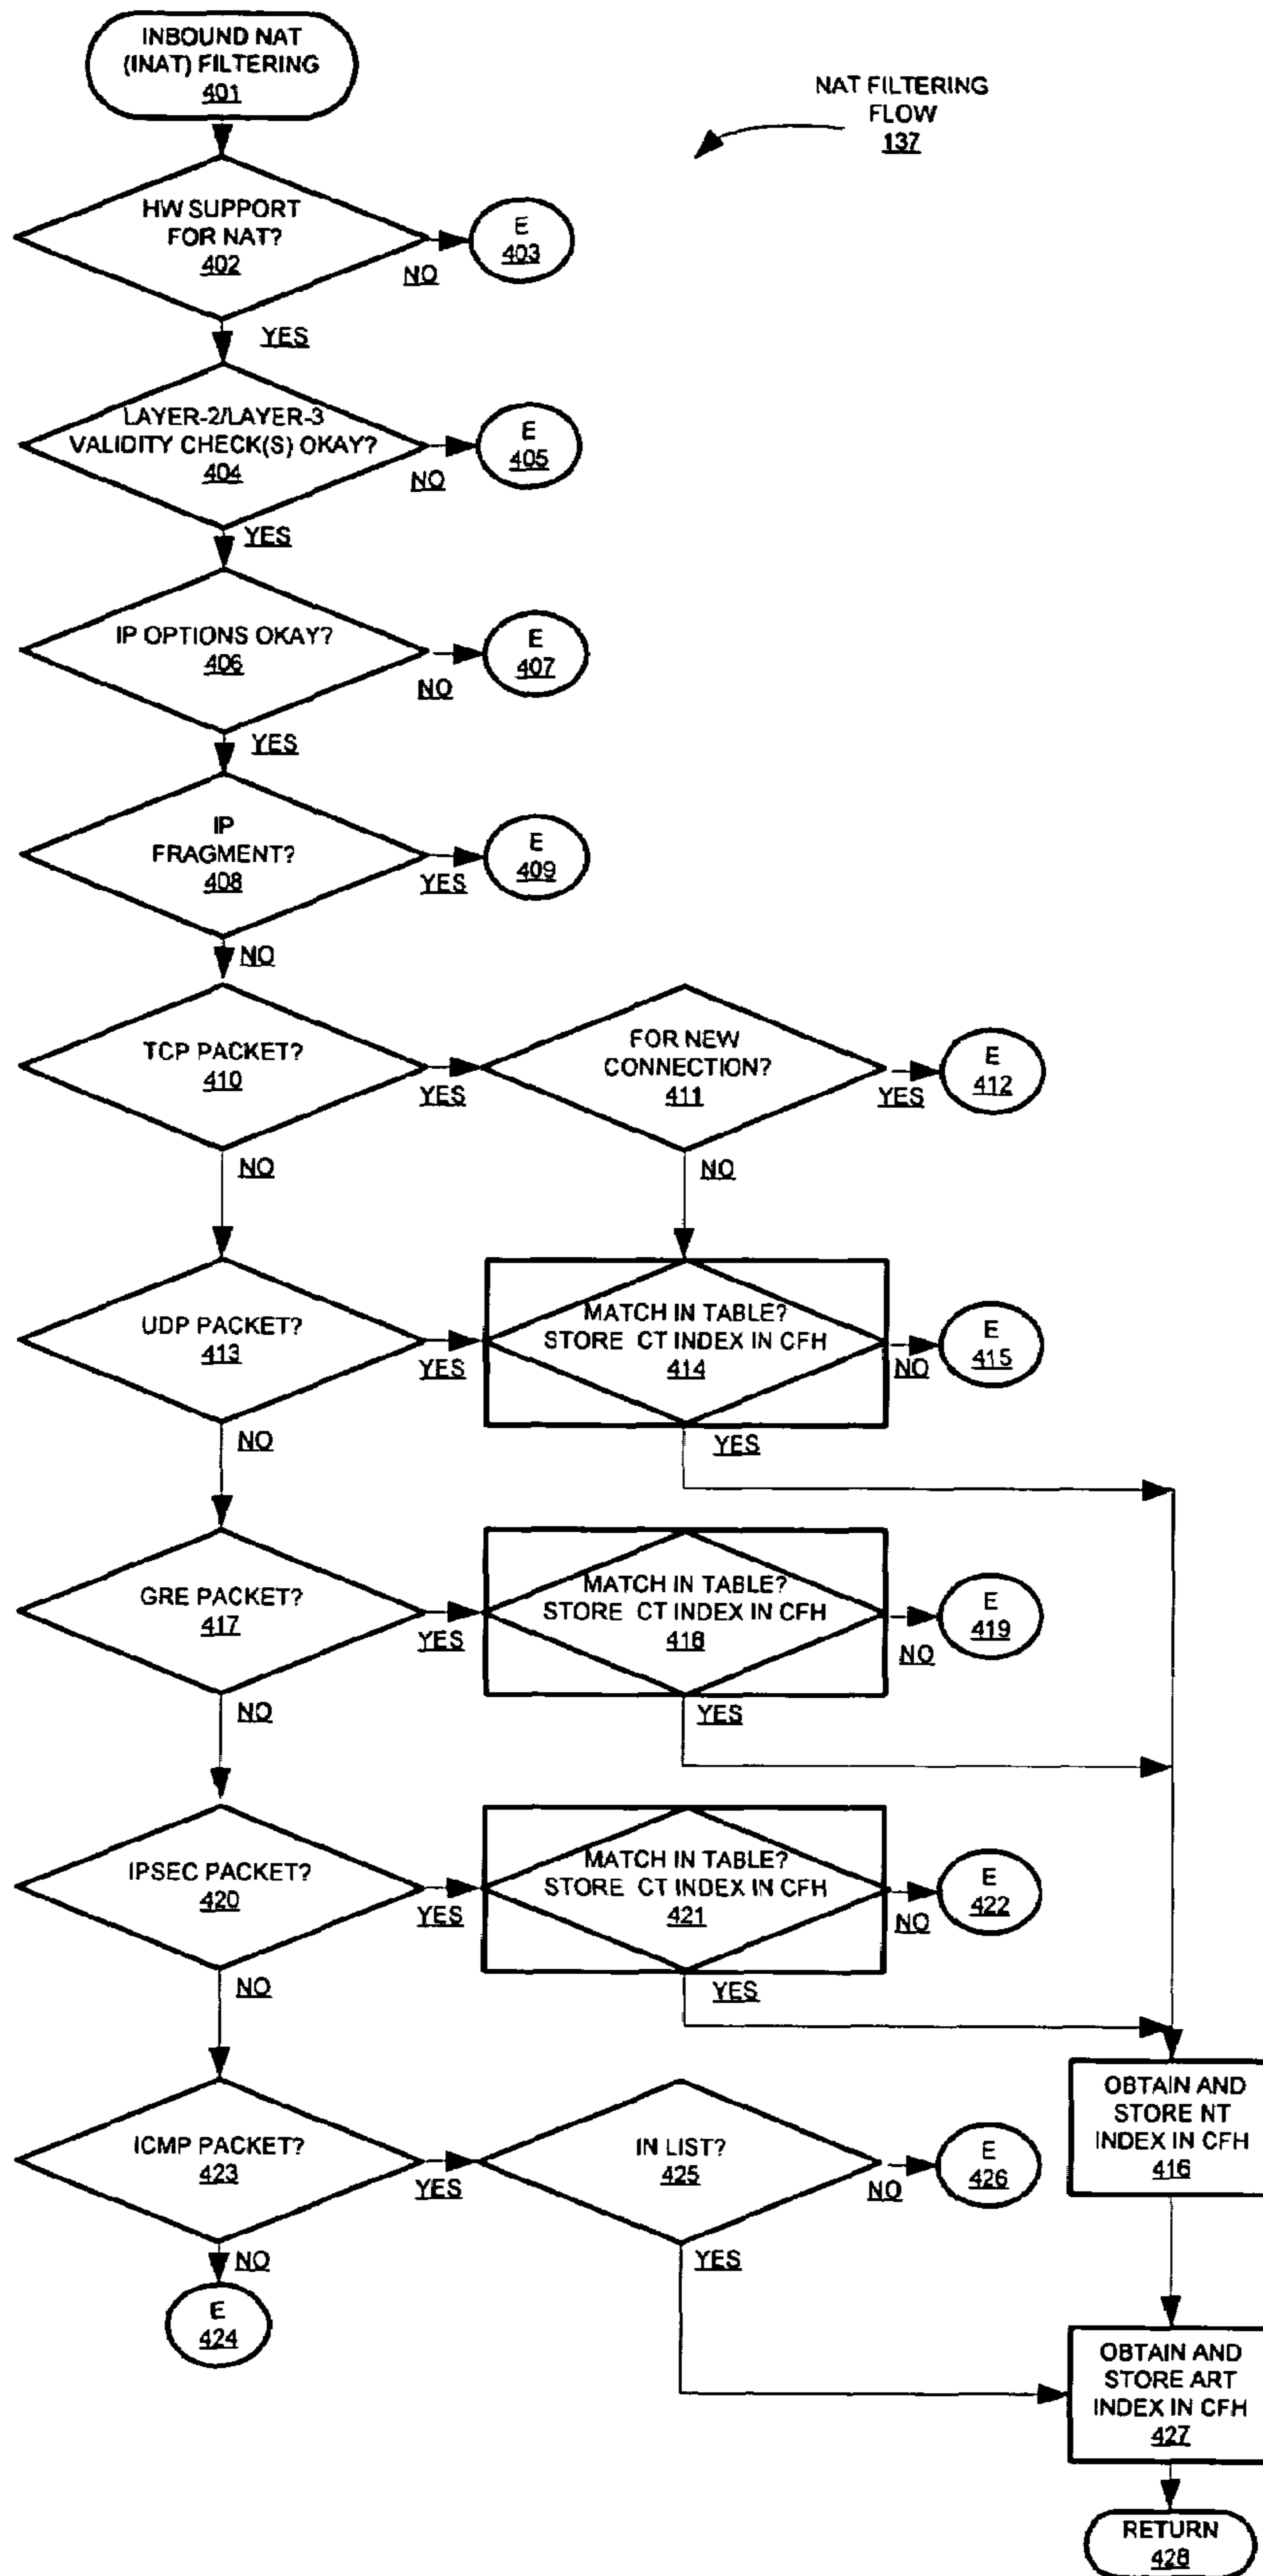 INBOUND NAT
(INAT) FILTERING
401
NAT FILTERING
FLOW
137
HW SUPPORT
FOR NAT?
402
NO
E
403
YES
LAYER-2/LAYER-3
VALIDITY CHECK(S) OKAY?
404
NO
E
405
YES
IP OPTIONS OKAY?
406
NO
E
407
YES
IP
FRAGMENT?
408
YES
E
409
NO
TCP PACKET?
410
YES
FOR NEW
CONNECTION?
411
YES
E
412
NO
NO
UDP PACKET?
413
YES
MATCH IN TABLE?
STORE CT INDEX IN CFH
414
NO
E
415
NO
YES
GRE PACKET?
417
YES
MATCH IN TABLE?
STORE CT INDEX IN CFH
418
NO
E
419
NO
YES
IPSEC PACKET?
420
YES
MATCH IN TABLE?
STORE CT INDEX IN CFH
421
NO
E
422
NO
YES
OBTAIN AND
STORE NT
INDEX IN CFH
416
ICMP PACKET?
423
YES
IN LIST?
425
NO
E
426
NO
YES
E
424
OBTAIN AND
STORE ART
INDEX IN CFH
427
RETURN
428